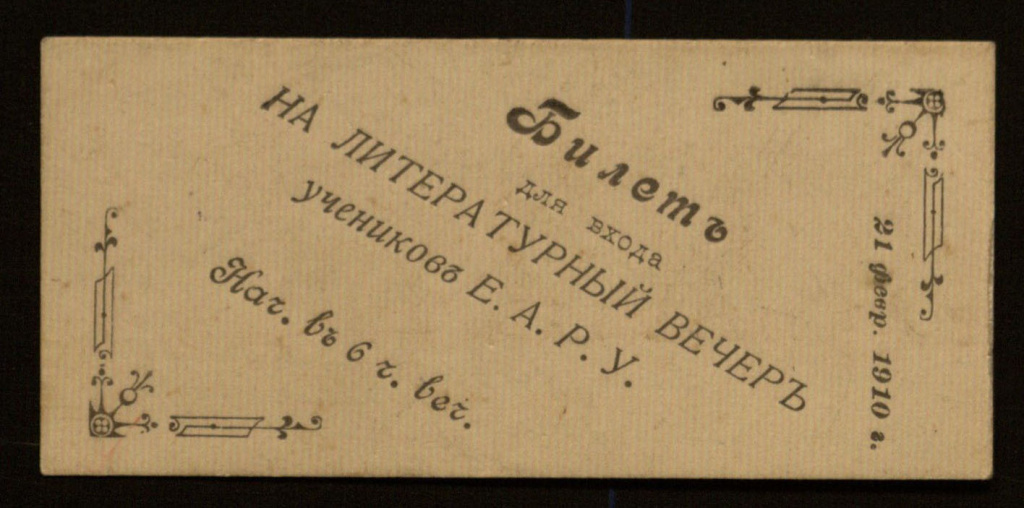 Билетъ
для входа
НА ЛИТЕРАТУРНЫЙ ВЕЧЕРЪ
учениковъ Е. А. Р. У.
Нач. въ 6 ч. веч.
21 февр. 1910 г.